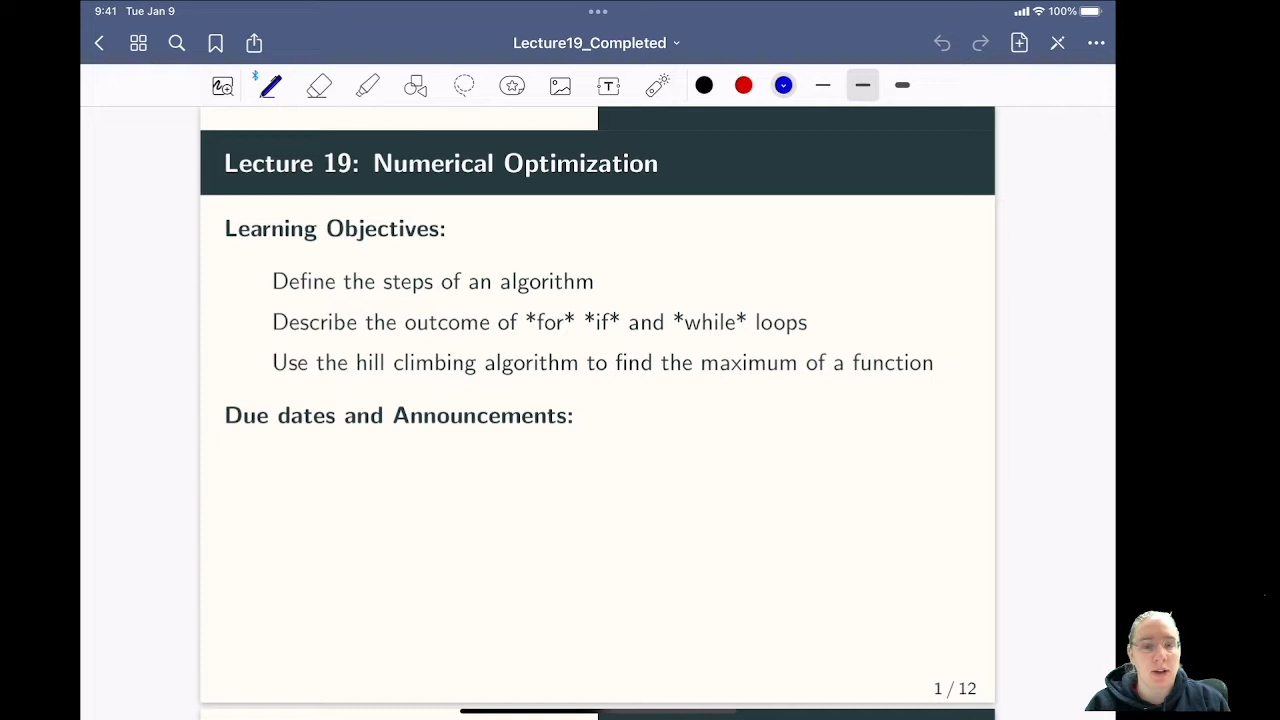 9:41 Tue Jan 9
100%
Lecture19_Completed
T
Lecture 19: Numerical Optimization
Learning Objectives:
Define the steps of an algorithm
Describe the outcome of *for* *if* and *while* loops
Use the hill climbing algorithm to find the maximum of a function
Due dates and Announcements:
1 / 12